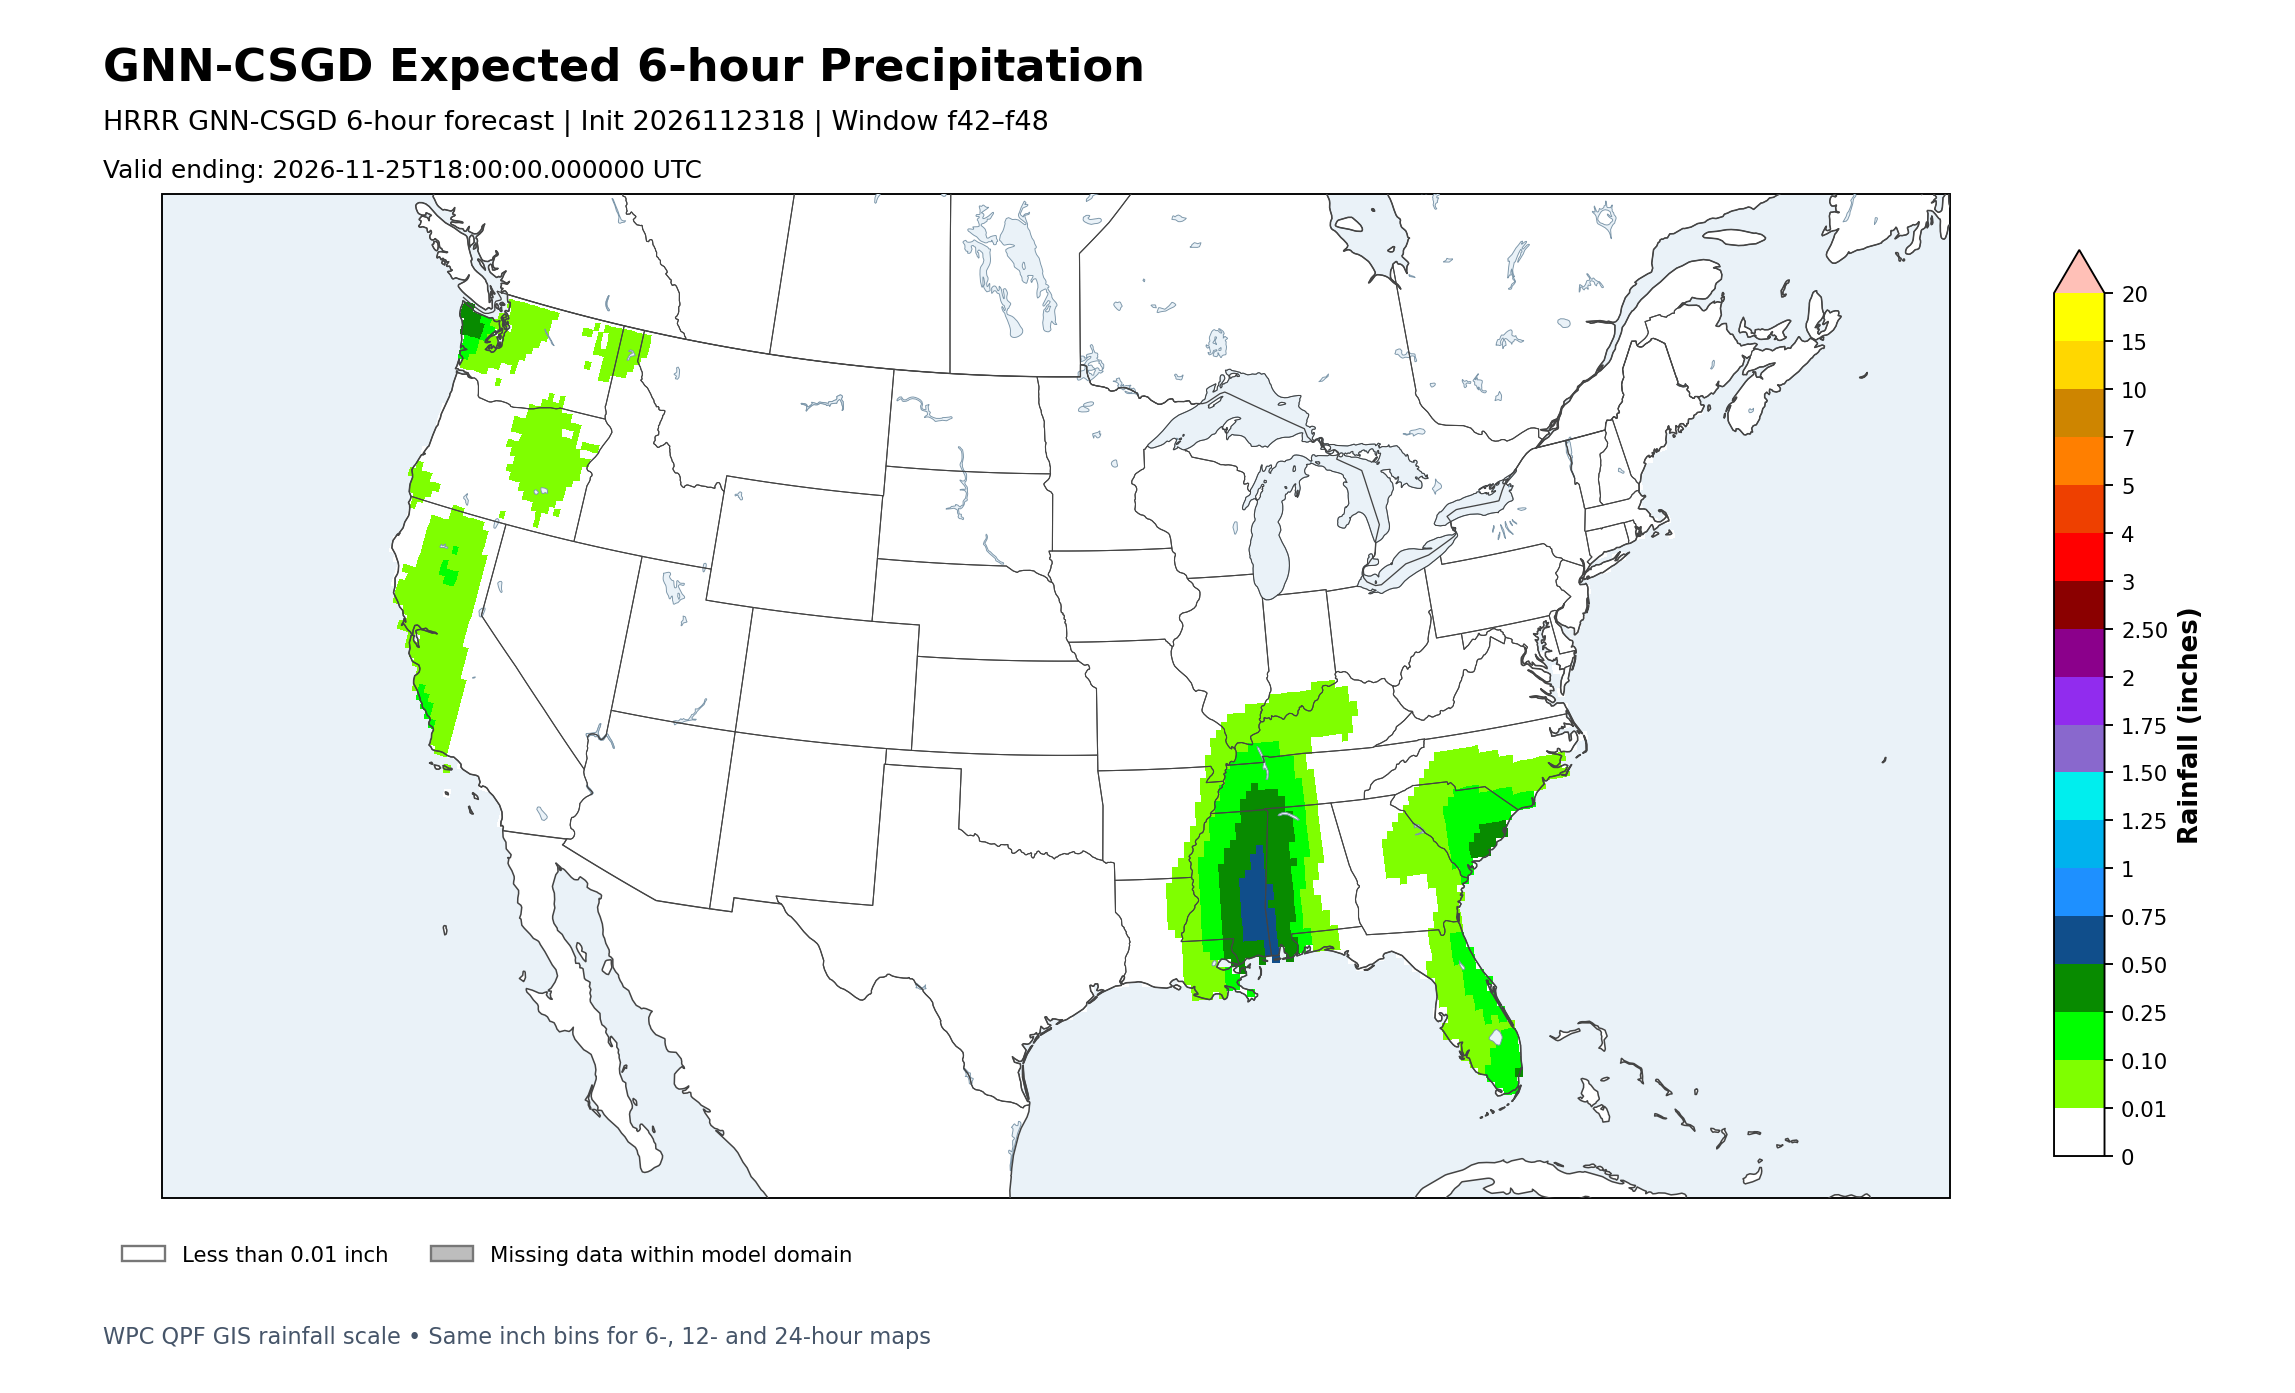 GNN-CSGD Expected 6-hour Precipitation
HRRR GNN-CSGD 6-hour forecast | Init 2026112318 | Window f42–f48
Valid ending: 2026-11-25T18:00:00.000000 UTC
20
15
10
7
5
4
3
2.50
2
1.75
1.50
1.25
1
0.75
0.50
0.25
0.10
0.01
0
Rainfall (inches)
Less than 0.01 inch
Missing data within model domain
WPC QPF GIS rainfall scale • Same inch bins for 6-, 12- and 24-hour maps